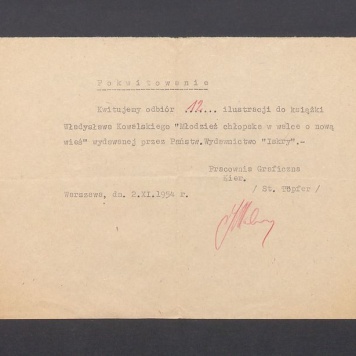 Pokwitowanie
Kwitujemy odbiór 12... ilustracji do książki
Władysława Kowalskiego "Młodzież chłopska w walce o nową
wieś" wydawanej przez Państw.Wydawnictwo "Iskry".-
Pracownia Graficzna
Kier.
/ St. Töpfer /
Warszawa, dn. 2.XI.1954 r.